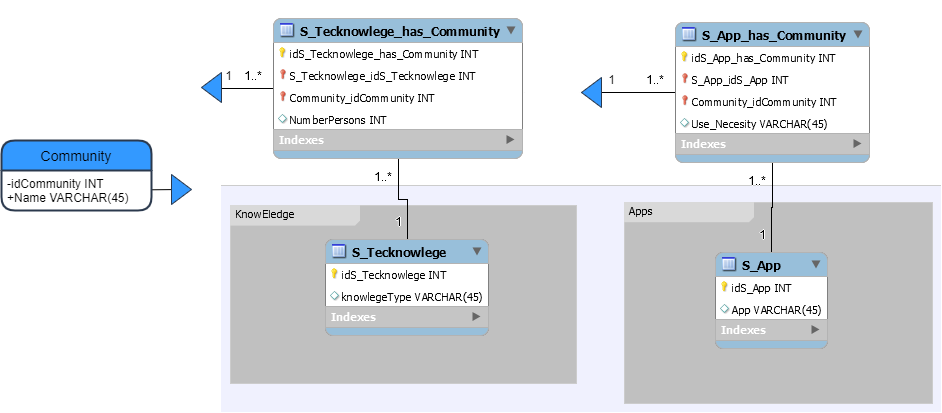 S_Tecknowlege_has_Community
idS_Tecknowlege_has_Community INT
S_Tecknowlege_idS_Tecknowlege INT
Community_idCommunity INT
NumberPersons INT
Indexes
1
1..*
S_App_has_Community
idS_App_has_Community INT
S_App_idS_App INT
Community_idCommunity INT
Use_Necesity VARCHAR(45)
Indexes
1
1..*
Community
-idCommunity INT
+Name VARCHAR(45)
1..*
1..*
KnowEledge
1
S_Tecknowlege
idS_Tecknowlege INT
knowlegeType VARCHAR(45)
Indexes
Apps
1
S_App
idS_App INT
App VARCHAR(45)
Indexes